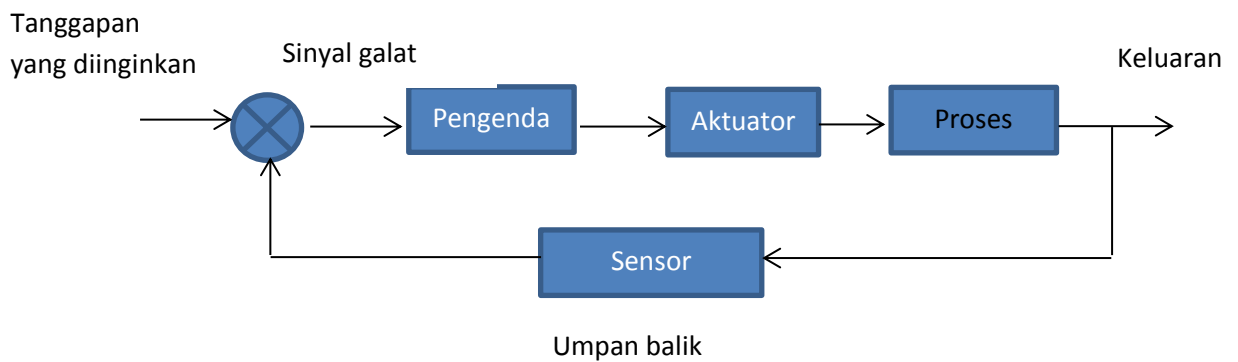 Tanggapan
yang diinginkan
Sinyal galat
Keluaran
Pengenda
Aktuator
Proses
Sensor
Umpan balik